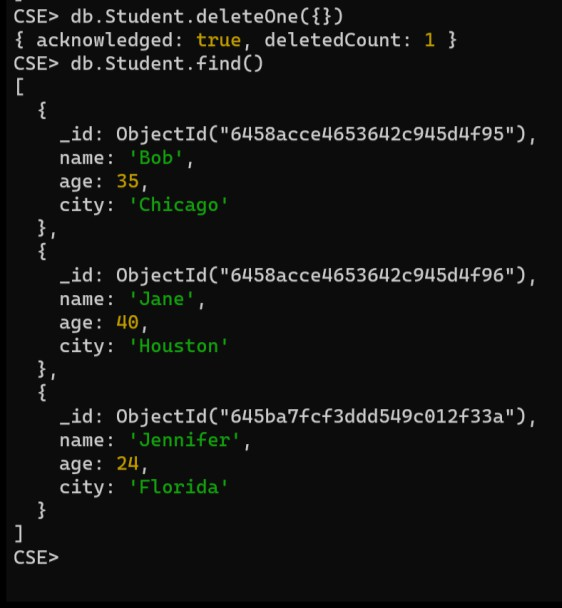 CSE> db.Student.deleteOne({})
{ acknowledged: true, deletedCount: 1 }
CSE> db.Student.find()
[
  {
    _id: ObjectId("6458acce4653642c945d4f95"),
    name: 'Bob',
    age: 35,
    city: 'Chicago'
  },
  {
    _id: ObjectId("6458acce4653642c945d4f96"),
    name: 'Jane',
    age: 40,
    city: 'Houston'
  },
  {
    _id: ObjectId("645ba7fcf3ddd549c012f33a"),
    name: 'Jennifer',
    age: 24,
    city: 'Florida'
  }
]
CSE>